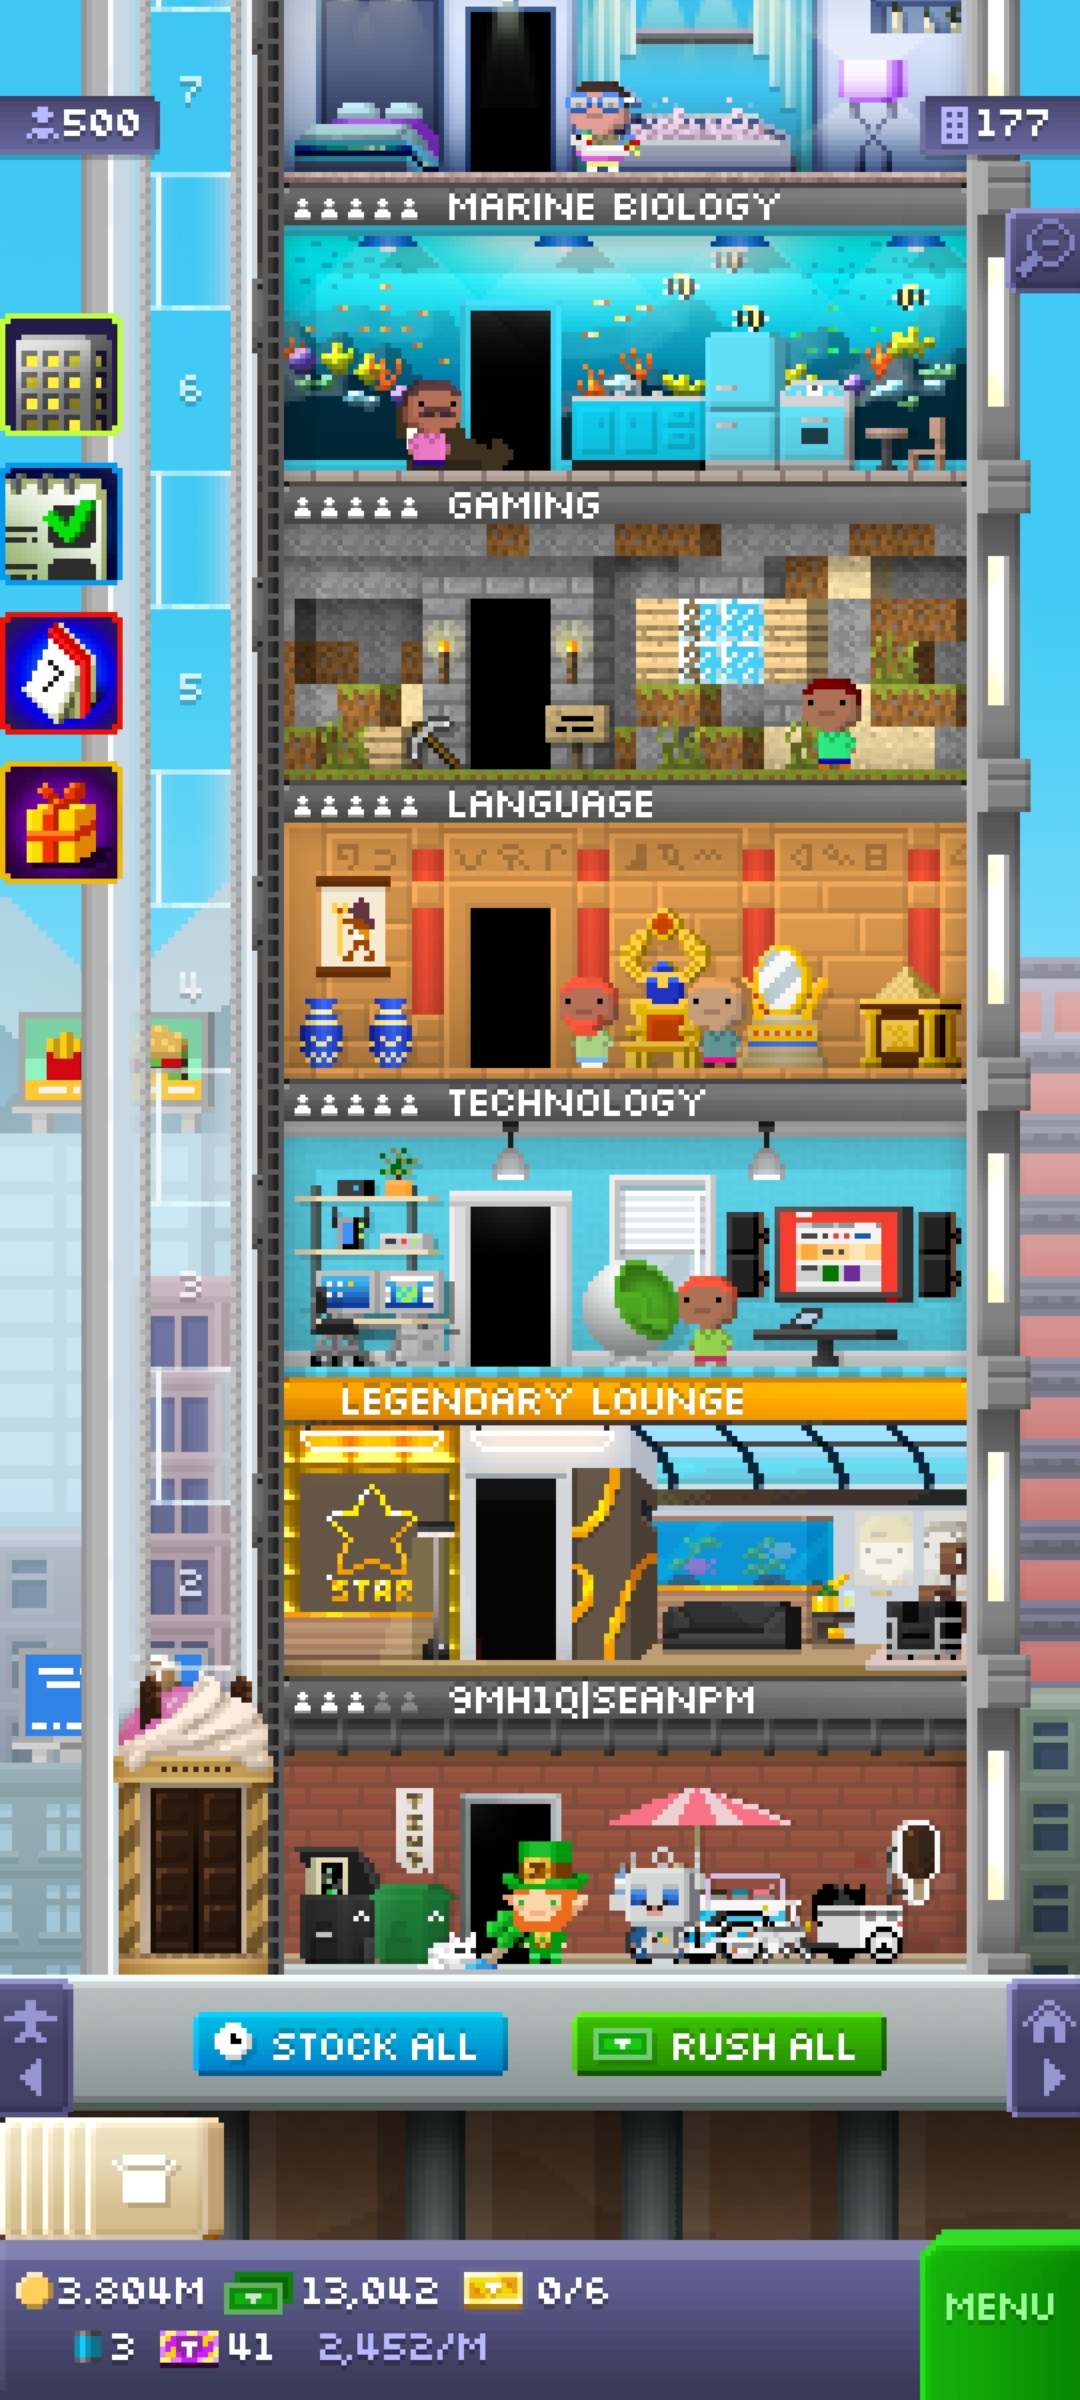 7
500
177
MARINE BIOLOGY
6
GAMING
5
LANGUAGE
4
TECHNOLOGY
3
LEGENDARY LOUNGE
STAR
2
9MH1Q|SEANPM
TINY
STOCK ALL
RUSH ALL
3.804M
13,042
0/6
MENU
3
41
2,452/M